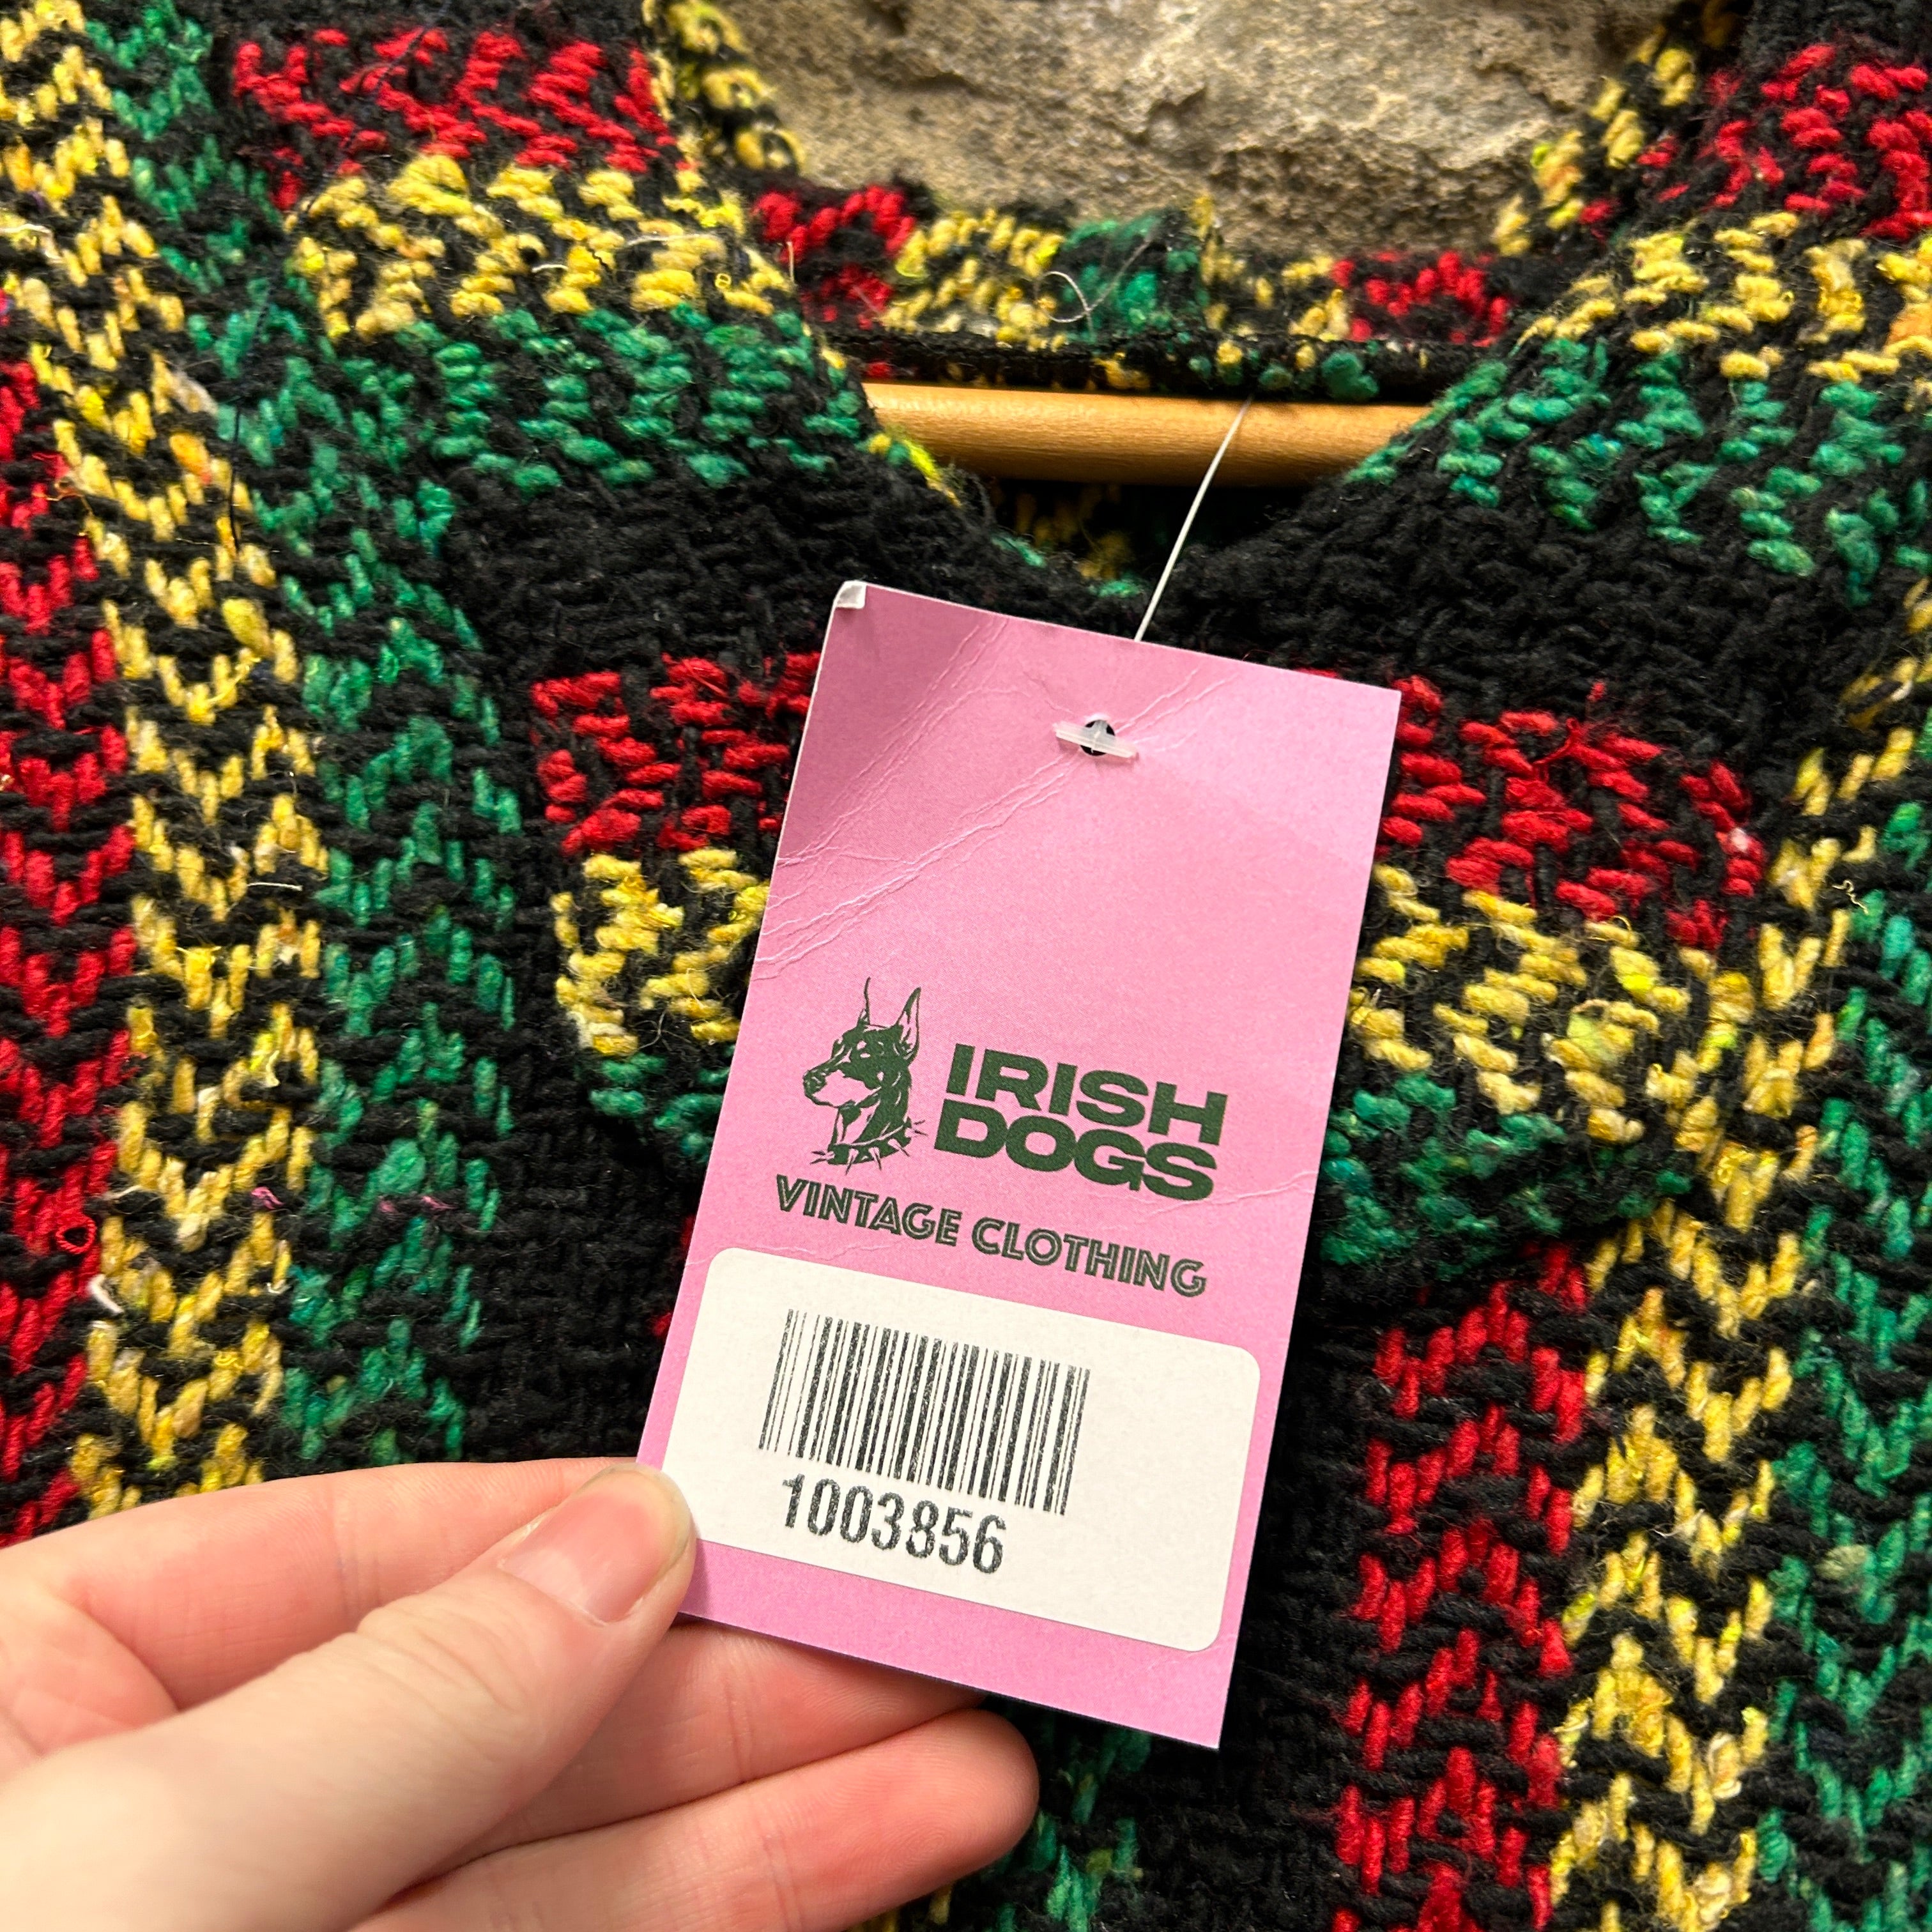 IRISH
DOGS
VINTAGE CLOTHING
1003856